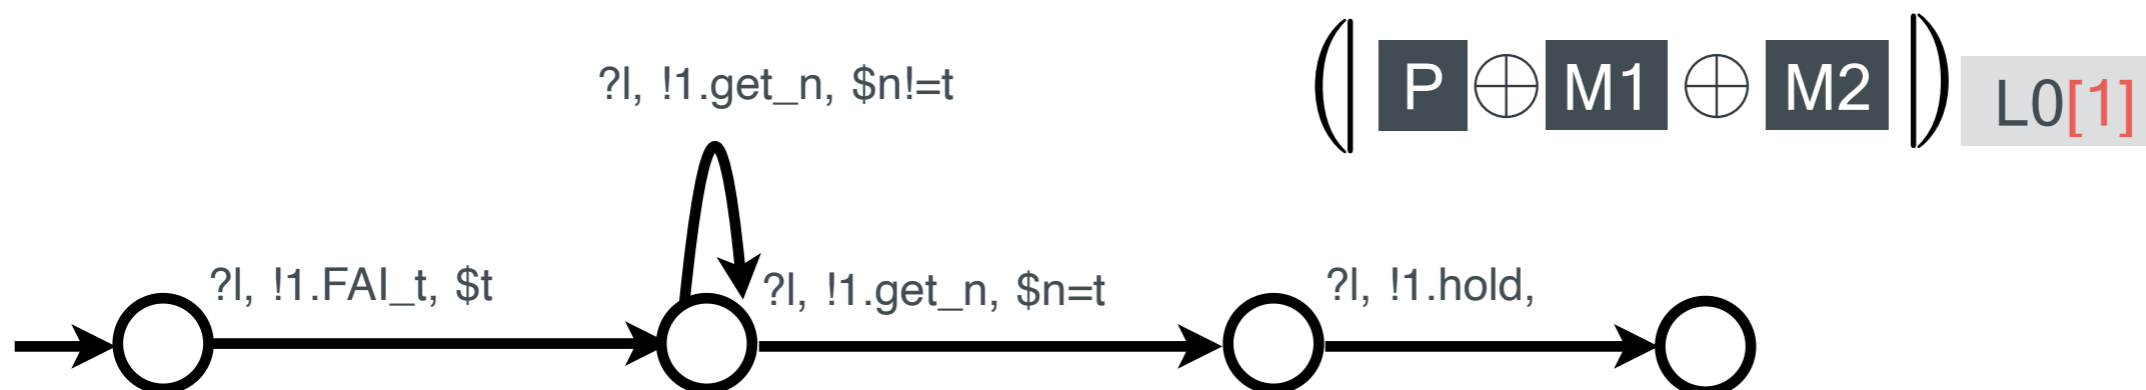 ?l, !1.get_n, $n!=t
(| P ⊕ M1 ⊕ M2 |) L0[1]
?l, !1.FAI_t, $t
?l, !1.get_n, $n=t
?l, !1.hold,